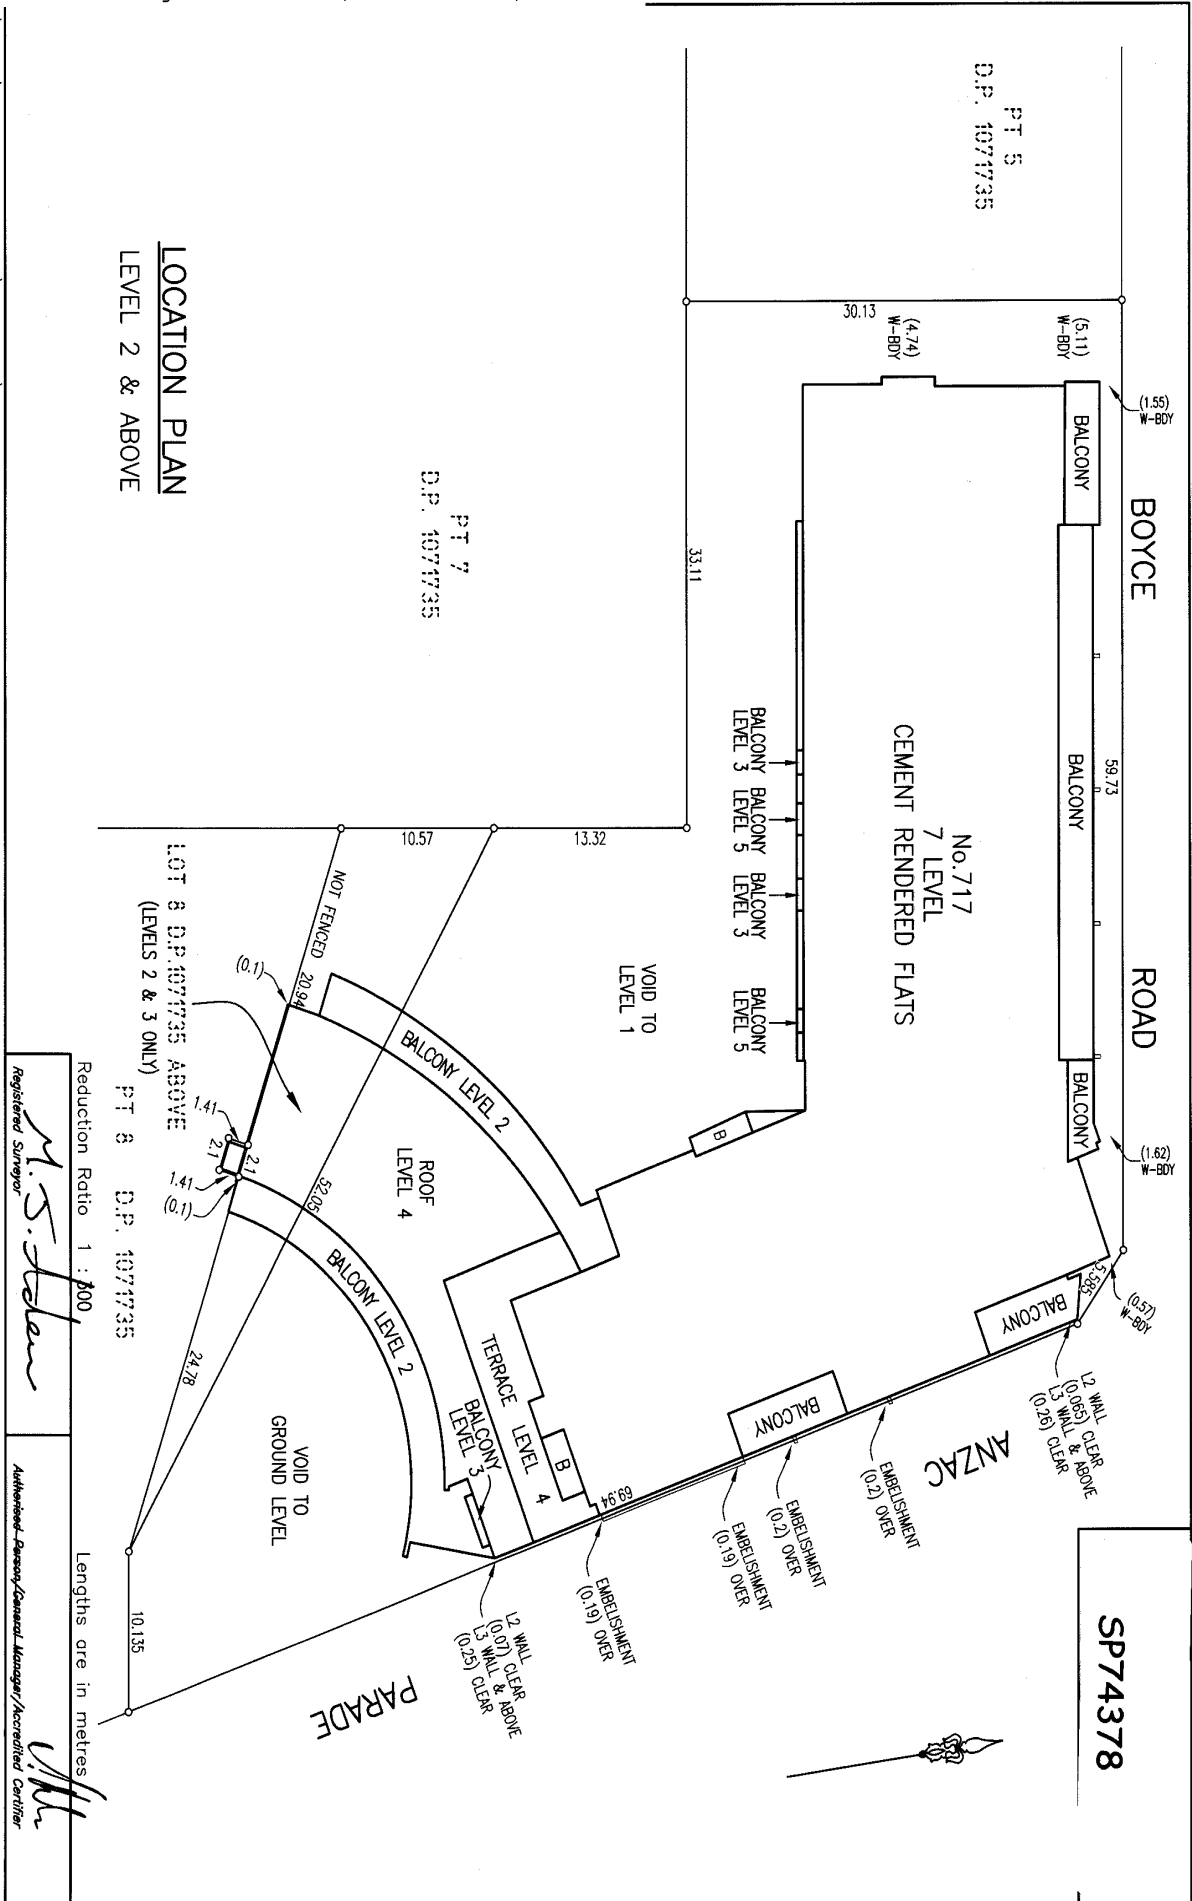 SP74378
BOYCE ROAD
PT 5
D.P. 1071735
(1.55)
W-BDY
(5.11)
W-BDY
(4.74)
W-BDY
30.13
BALCONY
59.73
BALCONY
BALCONY
(1.62)
W-BDY
(0.57)
W-BDY
5.585
BALCONY
L2 WALL
(0.065) CLEAR
L3 WALL & ABOVE
(0.26) CLEAR
No.717
7 LEVEL
CEMENT RENDERED FLATS
ANZAC
BALCONY
EMBELISHMENT
(0.2) OVER
EMBELISHMENT
(0.2) OVER
EMBELISHMENT
(0.19) OVER
EMBELISHMENT
(0.19) OVER
69.94
BALCONY
LEVEL 3
BALCONY
LEVEL 5
BALCONY
LEVEL 3
BALCONY
LEVEL 5
33.11
B
VOID TO
LEVEL 1
13.32
10.57
PT 7
D.P. 1071735
B
TERRACE LEVEL 4
BALCONY
LEVEL 3
L2 WALL
(0.07) CLEAR
L3 WALL & ABOVE
(0.25) CLEAR
PARADE
BALCONY LEVEL 2
ROOF
LEVEL 4
52.05
BALCONY LEVEL 2
NOT FENCED
20.94
(0.1)
1.41
2.1
2.1
1.41
(0.1)
24.78
VOID TO
GROUND LEVEL
10.135
LOT 8 D.P.1071735 ABOVE
(LEVELS 2 & 3 ONLY)
PT 8 D.P. 1071735
LOCATION PLAN
LEVEL 2 & ABOVE
Lengths are in metres
Registered Surveyor
Authorised Person/General Manager/Accredited Certifier